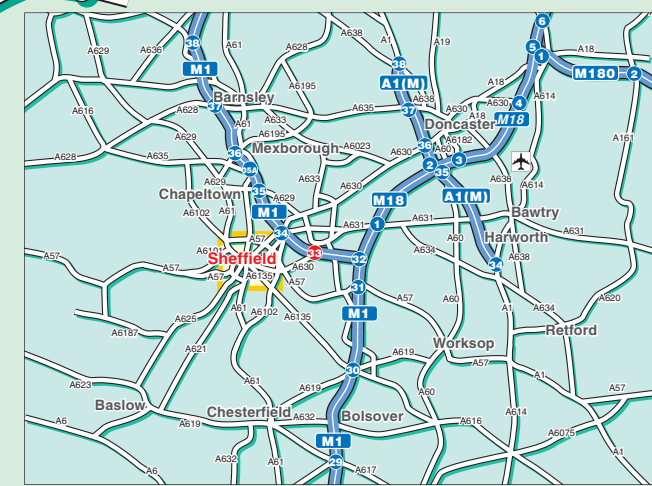 6
38
A629
A636
A61
A628
A638
A1
A19
5
1
A18
M1
38
A6195
A1(M)
A638
A18
M180
2
A616
37
Barnsley
A628
A61
A633
A635
37
A630
A630
4
A614
A18
M18
Doncaster
A161
A629
A6195
A6182
36
Mexborough
A6023
36
A60
A630
A628
A635
35A
2
35
3
A638
A614
A629
A633
A630
Chapeltown
35
A629
M18
A1(M)
A6102
A61
M1
A631
1
A631
Bawtry
A57
34
A60
Harworth
A631
A57
A6101
33
32
A634
A638
Sheffield
A57
A630
34
A57
A6135
A57
31
A57
A60
A620
A61
A6102
A6135
M1
A1
A634
A625
A6187
Retford
A621
Worksop
A619
A57
30
A1
A623
A61
A619
A60
A57
Baslow
Chesterfield
A632
Bolsover
A614
A6
A619
A616
A6075
M1
A1
A632
A61
29
A617
A6